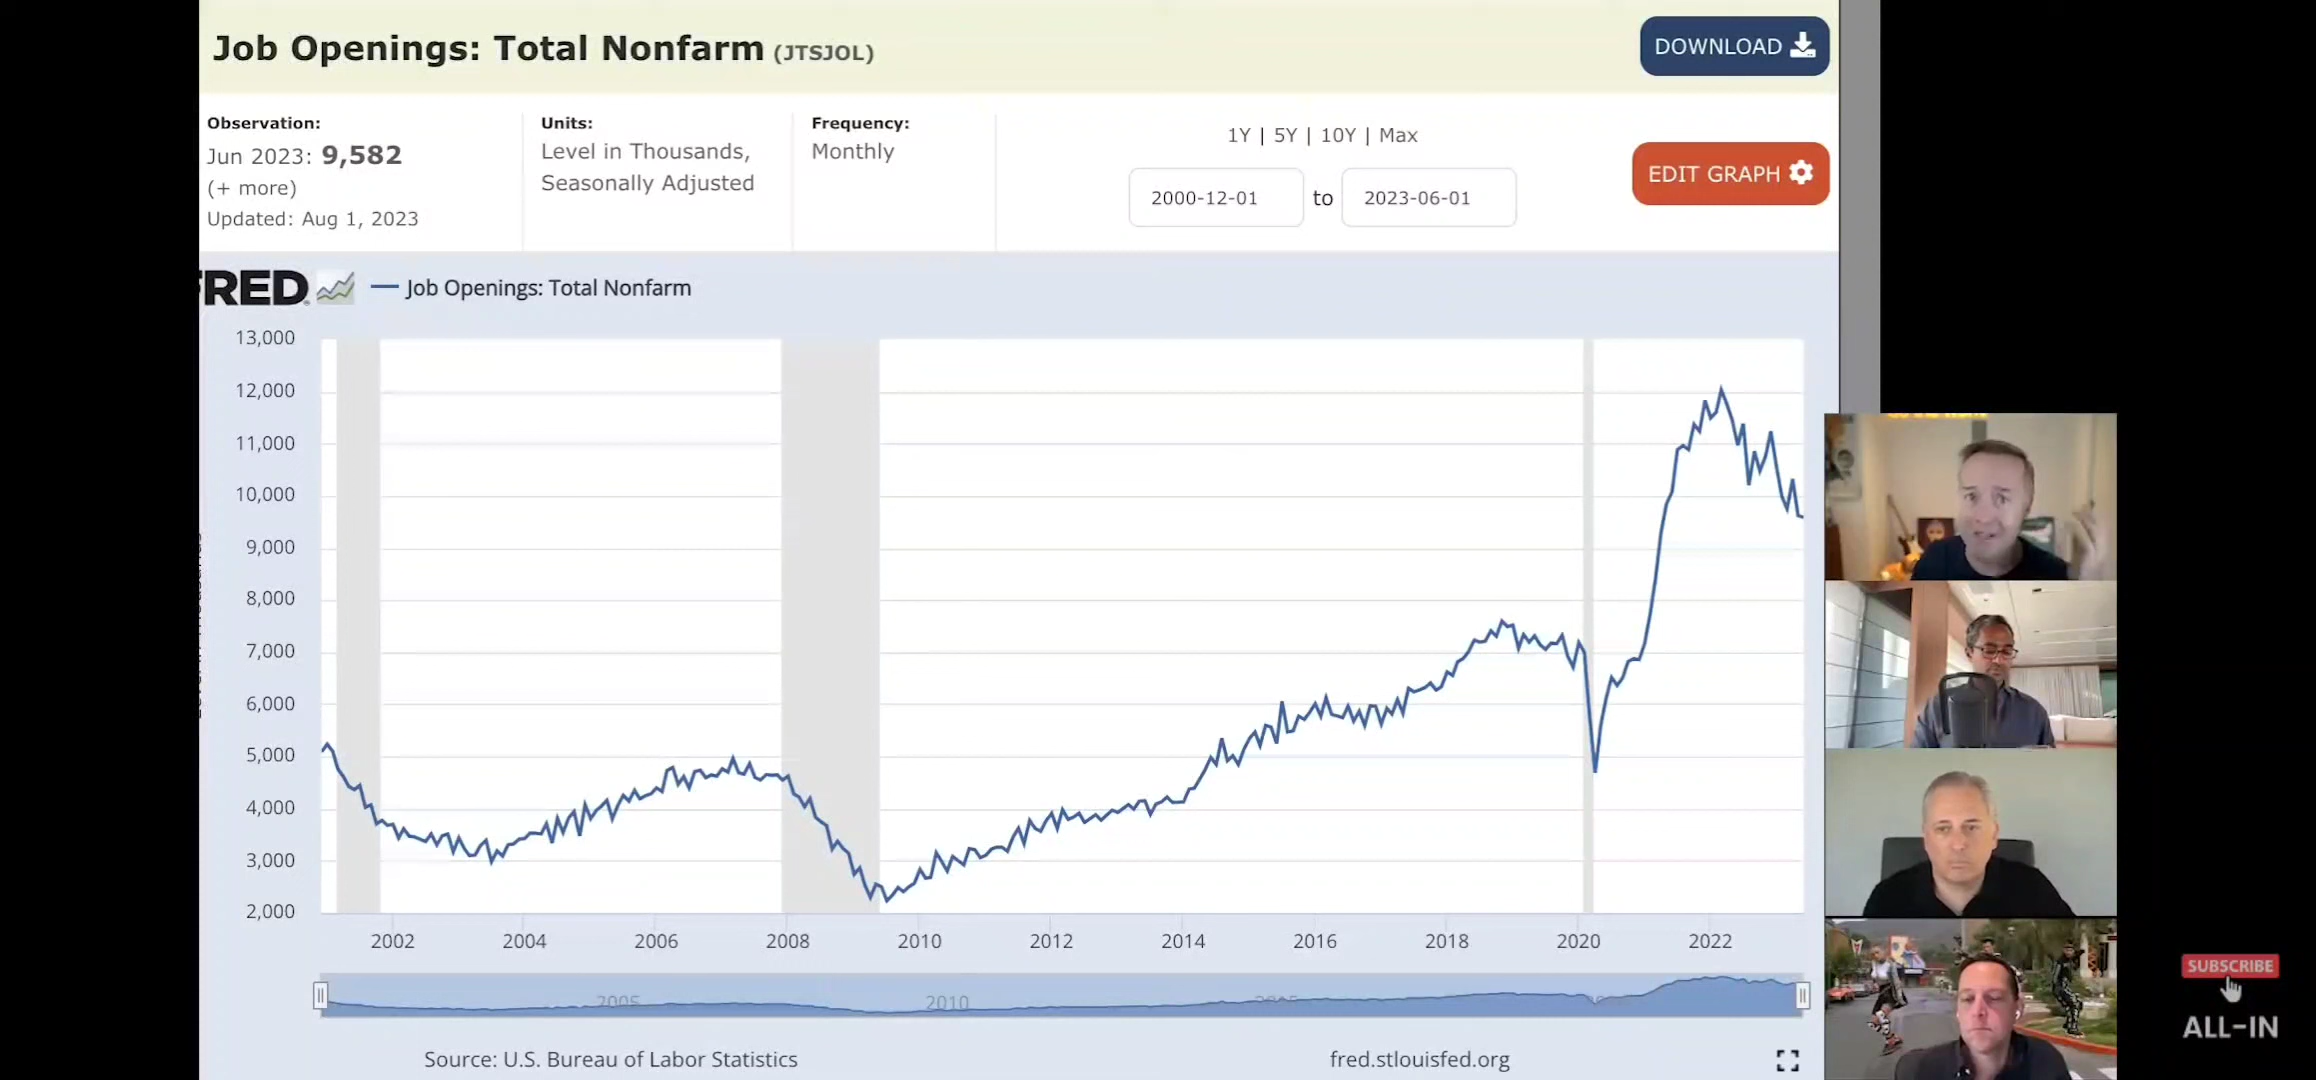 Job Openings: Total Nonfarm (JTSJOL)
DOWNLOAD
Observation:
Jun 2023: 9,582
(+ more)
Updated: Aug 1, 2023
Units:
Level in Thousands,
Seasonally Adjusted
Frequency:
Monthly
1Y | 5Y | 10Y | Max
2000-12-01 to 2023-06-01
EDIT GRAPH
FRED
Job Openings: Total Nonfarm
13,000
12,000
11,000
10,000
9,000
8,000
7,000
6,000
5,000
4,000
3,000
2,000
2002 2004 2006 2008 2010 2012 2014 2016 2018 2020 2022
2005 2010
Source: U.S. Bureau of Labor Statistics
fred.stlouisfed.org
SUBSCRIBE
ALL-IN